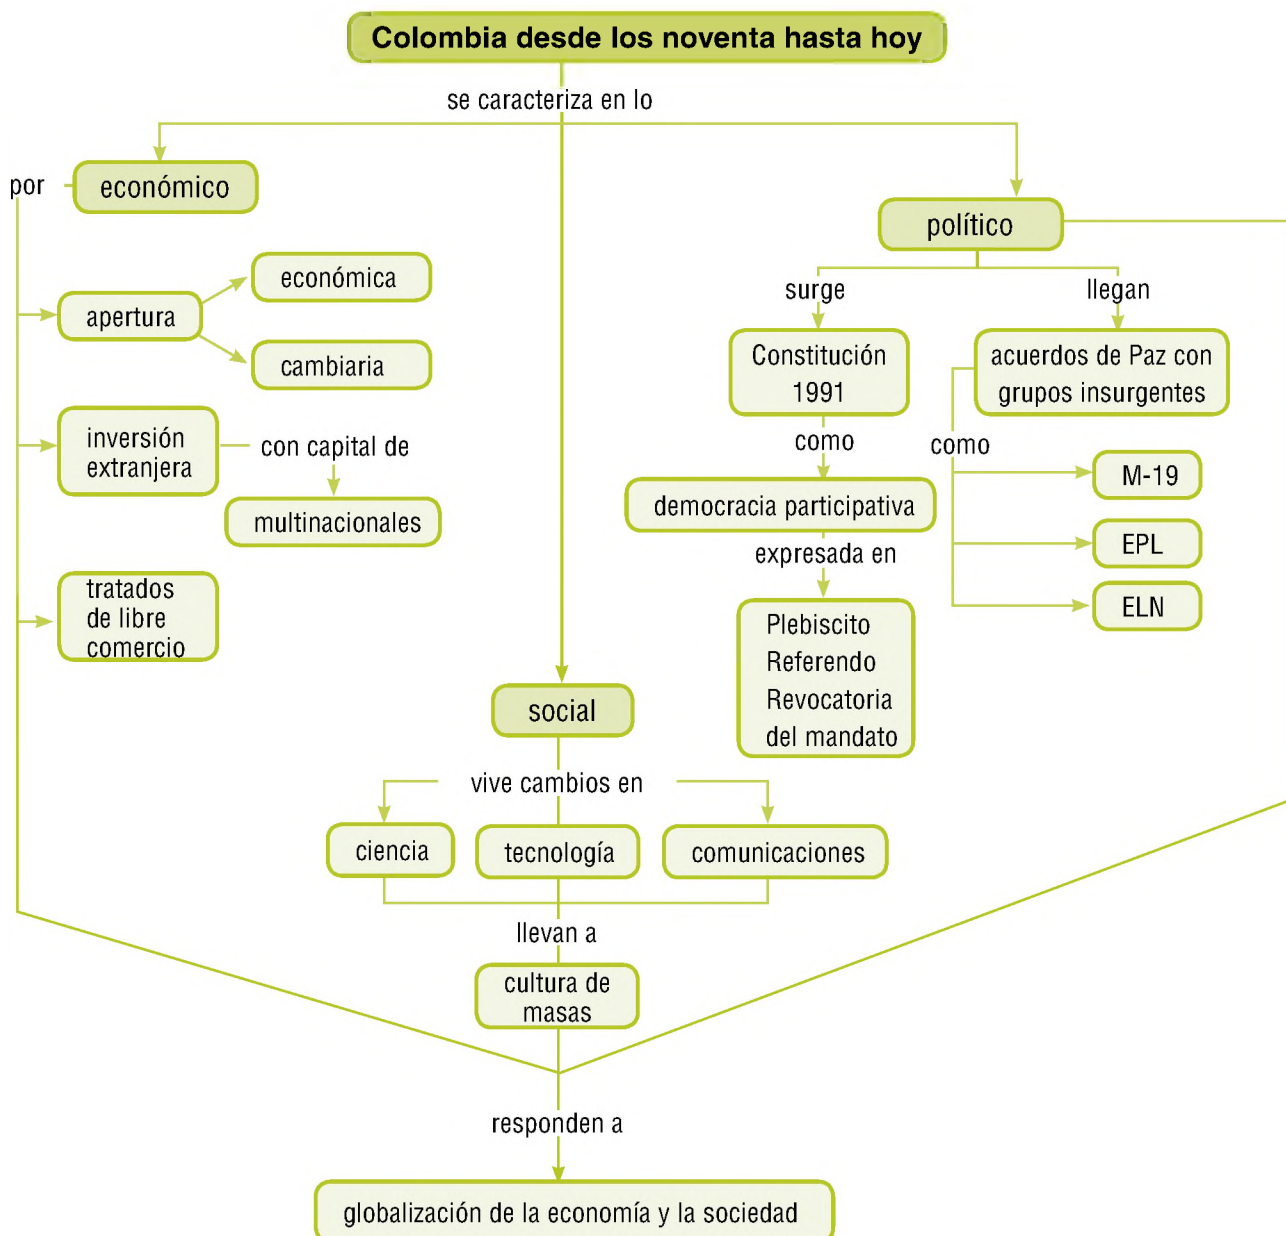 Colombia desde los noventa hasta hoy
se caracteriza en lo
por
económico
apertura
económica
cambiaria
inversión
extranjera
con capital de
multinacionales
tratados
de libre
comercio
social
vive cambios en
ciencia
tecnología
comunicaciones
llevan a
cultura de
masas
político
surge
Constitución
1991
como
democracia participativa
expresada en
Plebiscito
Referendo
Revocatoria
del mandato
llegan
acuerdos de Paz con
grupos insurgentes
como
M-19
EPL
ELN
responden a
globalización de la economía y la sociedad